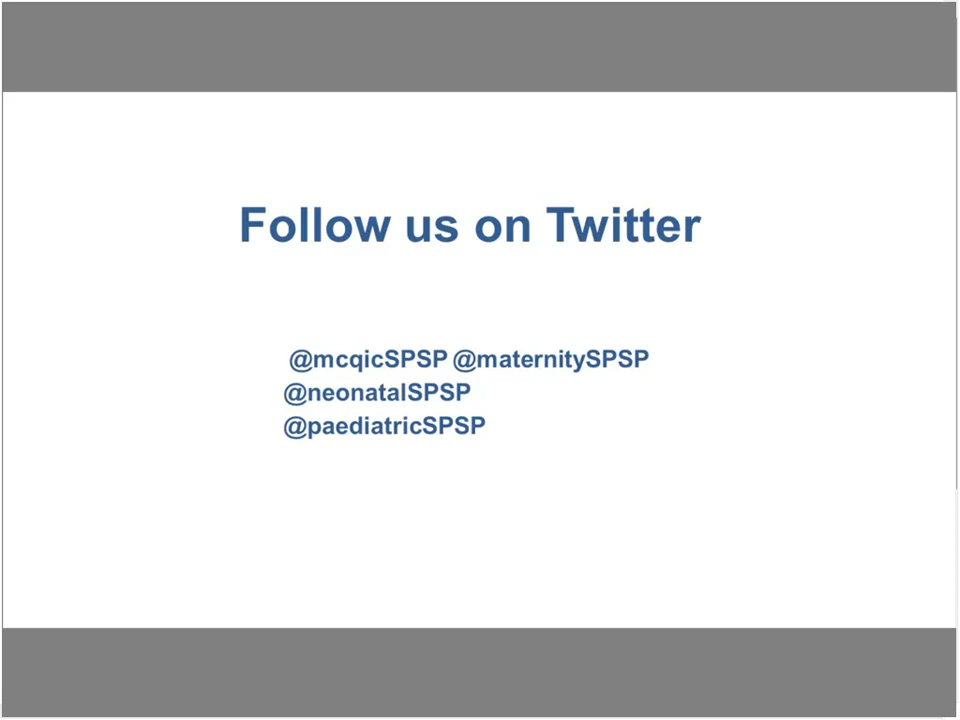 Follow us on Twitter
@mcqicSPSP @maternitySPSP
@neonatalSPSP
@paediatricSPSP